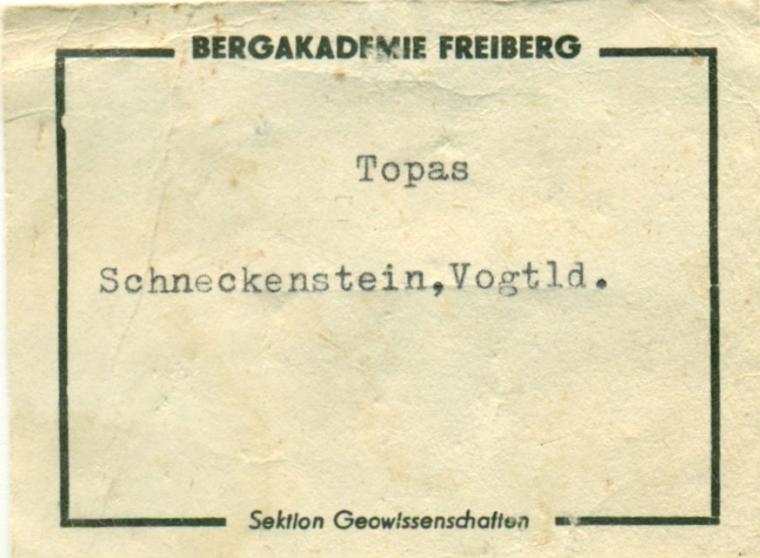 BERGAKADEMIE FREIBERG
Topas
Schneckenstein,Vogtld.
Sektion Geowissenschaften